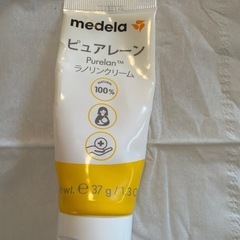 medela
ピュアレーン
Purelan™
ラノリンクリーム
NATURAL
100%
wt. ⓔ 37 g / 1.3 O